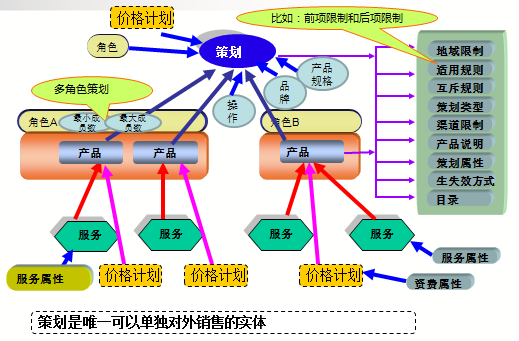 价格计划
比如：前项限制和后项限制
角色
策划
产品
规格
品
牌
操
作
多角色策划
角色A
最小成
员数
最大成
员数
角色B
产品
产品
产品
地域限制
适用规则
互斥规则
策划类型
渠道限制
产品说明
策划属性
生失效方式
目录
服务
服务
服务
服务
服务属性
价格计划
价格计划
价格计划
服务属性
资费属性
策划是唯一可以单独对外销售的实体